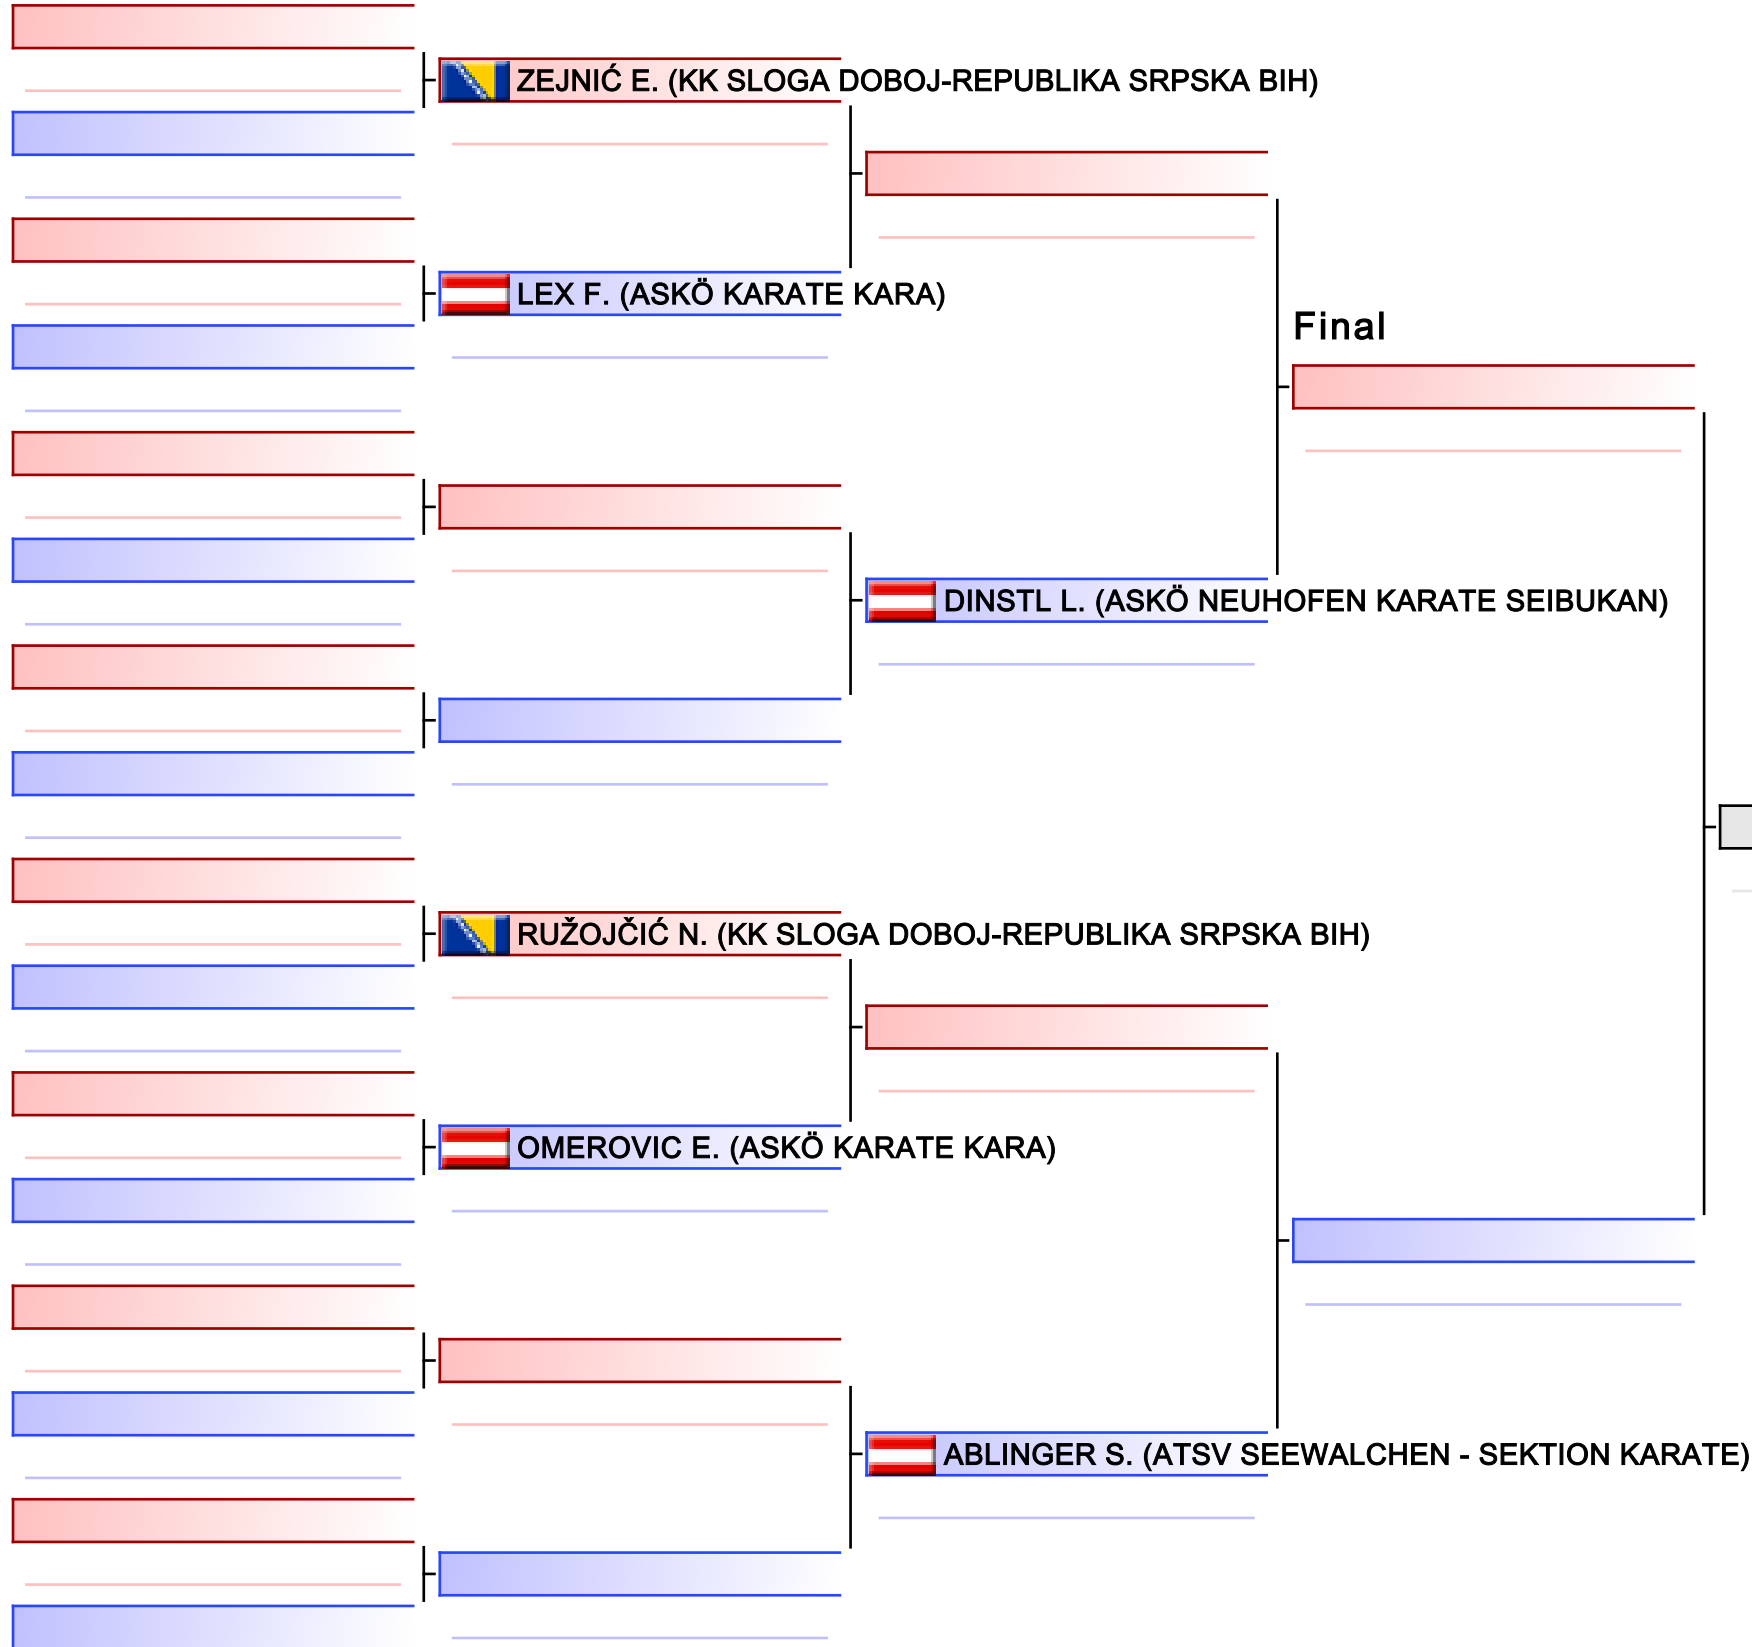 ZEJNIĆ E. (KK SLOGA DOBOJ-REPUBLIKA SRPSKA BIH)
LEX F. (ASKÖ KARATE KARA)
Final
DINSTL L. (ASKÖ NEUHOFEN KARATE SEIBUKAN)
RUŽOJČIĆ N. (KK SLOGA DOBOJ-REPUBLIKA SRPSKA BIH)
OMEROVIC E. (ASKÖ KARATE KARA)
ABLINGER S. (ATSV SEEWALCHEN - SEKTION KARATE)